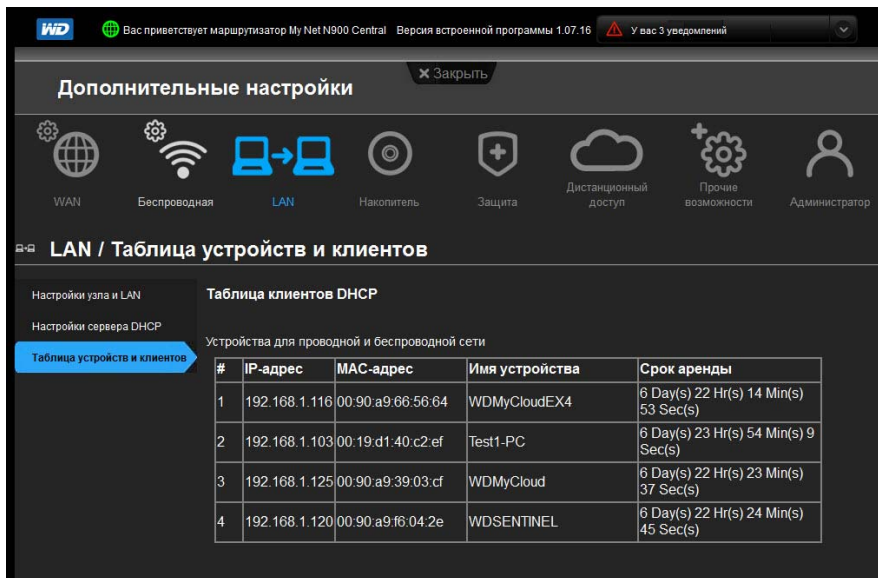 WD Вас приветствует маршрутизатор My Net N900 Central Версия встроенной программы 1.07.16 У вас 3 уведомлений
Дополнительные настройки
Закрыть
WAN
Беспроводная
LAN
Накопитель
Защита
Дистанционный доступ
Прочие возможности
Администратор
LAN / Таблица устройств и клиентов
Настройки узла и LAN
Настройки сервера DHCP
Таблица устройств и клиентов
Таблица клиентов DHCP
Устройства для проводной и беспроводной сети
# IP-адрес MAC-адрес Имя устройства Срок аренды
1 192.168.1.116 00:90:a9:66:56:64 WDMyCloudEX4 6 Day(s) 22 Hr(s) 14 Min(s) 53 Sec(s)
2 192.168.1.103 00:19:d1:40:c2:ef Test1-PC 6 Day(s) 23 Hr(s) 54 Min(s) 9 Sec(s)
3 192.168.1.125 00:90:a9:39:03:cf WDMyCloud 6 Day(s) 22 Hr(s) 23 Min(s) 37 Sec(s)
4 192.168.1.120 00:90:a9:f6:04:2e WDSENTINEL 6 Day(s) 22 Hr(s) 24 Min(s) 45 Sec(s)